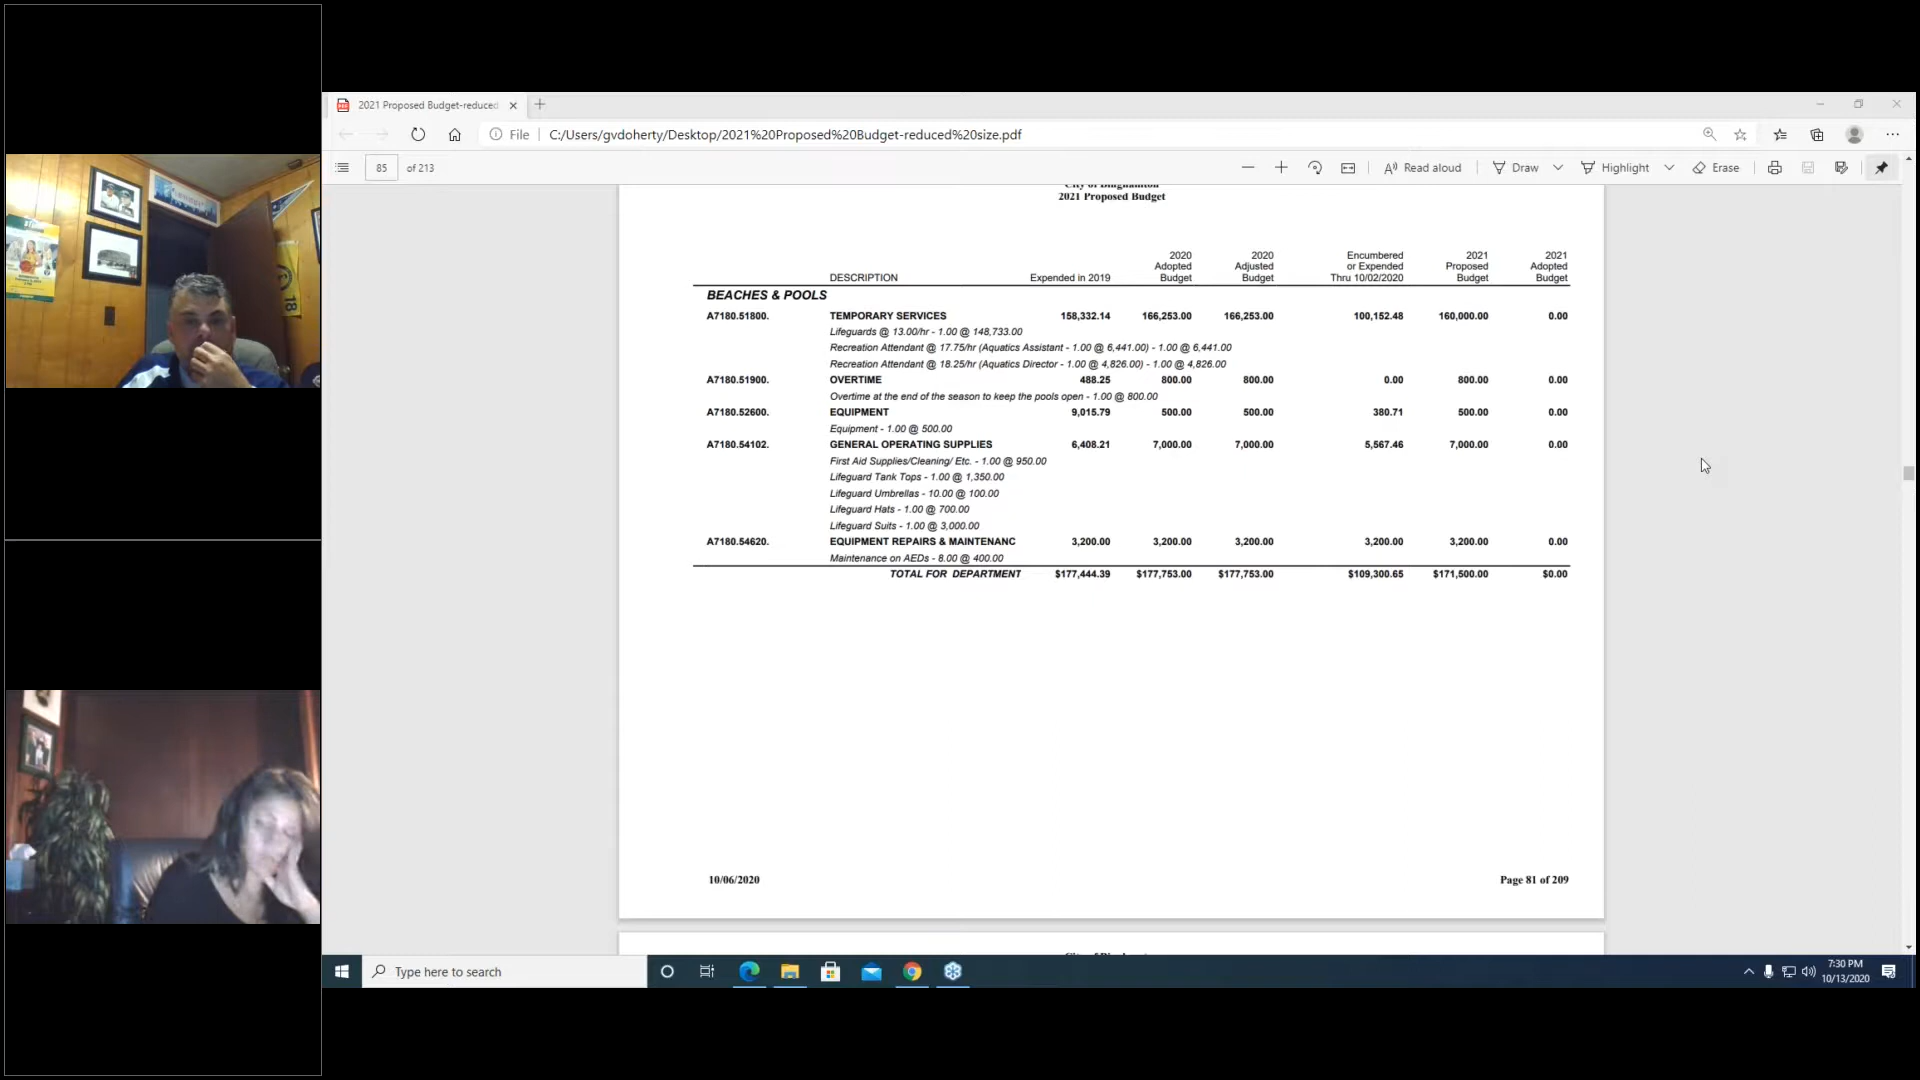 2021 Proposed Budget-reduced
File
C:/Users/gvdoherty/Desktop/2021%20Proposed%20Budget-reduced%20size.pdf
85 of 213
Read aloud Draw Highlight Erase
City of Binghamton
2021 Proposed Budget
DESCRIPTION Expended in 2019 2020 Adopted Budget 2020 Adjusted Budget Encumbered or Expended Thru 10/02/2020 2021 Proposed Budget 2021 Adopted Budget
BEACHES & POOLS
A7180.51800. TEMPORARY SERVICES 158,332.14 166,253.00 166,253.00 100,152.48 160,000.00 0.00
Lifeguards @ 13.00/hr - 1.00 @ 148,733.00
Recreation Attendant @ 17.75/hr (Aquatics Assistant - 1.00 @ 6,441.00) - 1.00 @ 6,441.00
Recreation Attendant @ 18.25/hr (Aquatics Director - 1.00 @ 4,826.00) - 1.00 @ 4,826.00
A7180.51900. OVERTIME 488.25 800.00 800.00 0.00 800.00 0.00
Overtime at the end of the season to keep the pools open - 1.00 @ 800.00
A7180.52600. EQUIPMENT 9,015.79 500.00 500.00 380.71 500.00 0.00
Equipment - 1.00 @ 500.00
A7180.54102. GENERAL OPERATING SUPPLIES 6,408.21 7,000.00 7,000.00 5,567.46 7,000.00 0.00
First Aid Supplies/Cleaning/ Etc. - 1.00 @ 950.00
Lifeguard Tank Tops - 1.00 @ 1,350.00
Lifeguard Umbrellas - 10.00 @ 100.00
Lifeguard Hats - 1.00 @ 700.00
Lifeguard Suits - 1.00 @ 3,000.00
A7180.54620. EQUIPMENT REPAIRS & MAINTENANC 3,200.00 3,200.00 3,200.00 3,200.00 3,200.00 0.00
Maintenance on AEDs - 8.00 @ 400.00
TOTAL FOR DEPARTMENT $177,444.39 $177,753.00 $177,753.00 $109,300.65 $171,500.00 $0.00
10/06/2020 Page 81 of 209
Type here to search
7:30 PM
10/13/2020